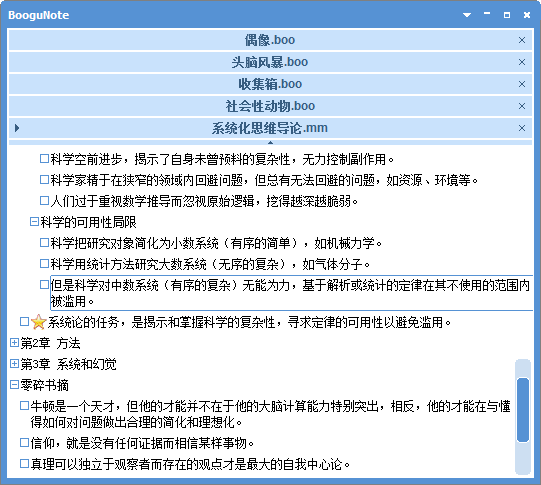 BooguNote
偶像.boo
头脑风暴.boo
收集箱.boo
社会性动物.boo
系统化思维导论.mm
科学空前进步，揭示了自身未曾预料的复杂性，无力控制副作用。
科学家精于在狭窄的领域内回避问题，但总有无法回避的问题，如资源、环境等。
人们过于重视数学推导而忽视原始逻辑，挖得越深越脆弱。
科学的可用性局限
科学把研究对象简化为小数系统（有序的简单），如机械力学。
科学用统计方法研究大数系统（无序的复杂），如气体分子。
但是科学对中数系统（有序的复杂）无能为力，基于解析或统计的定律在其不使用的范围内
被滥用。
系统论的任务，是揭示和掌握科学的复杂性，寻求定律的可用性以避免滥用。
第2章 方法
第3章 系统和幻觉
零碎书摘
牛顿是一个天才，但他的才能并不在于他的大脑计算能力特别突出，相反，他的才能在与懂
得如何对问题做出合理的简化和理想化。
信仰，就是没有任何证据而相信某样事物。
真理可以独立于观察者而存在的观点才是最大的自我中心论。